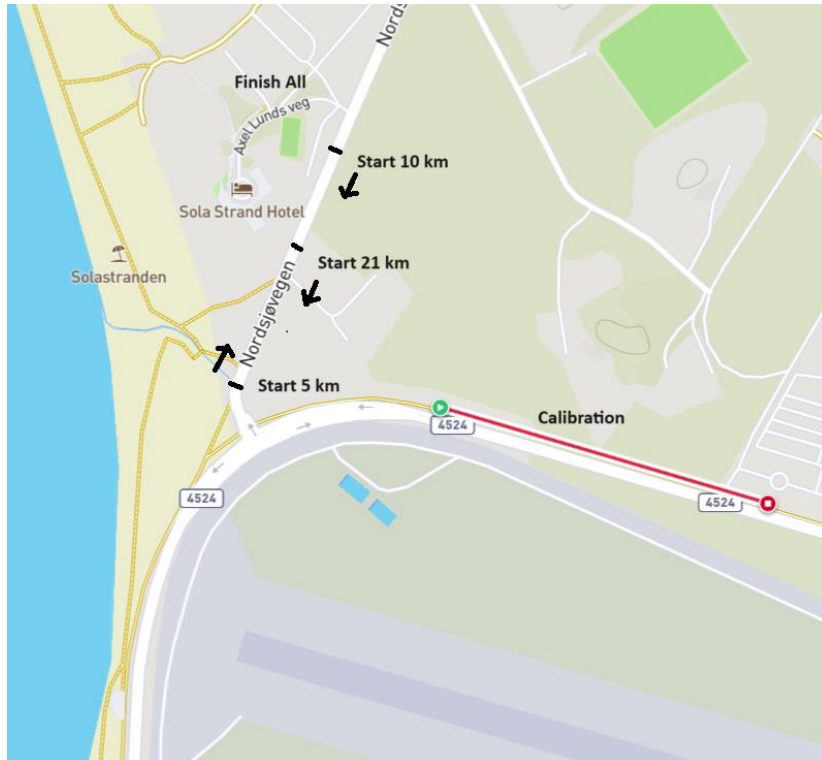 Nords
Finish All
Axel Lunds veg
Start 10 km
Sola Strand Hotel
Start 21 km
Solastranden
Nordsjøvegen
Start 5 km
Calibration
4524
4524
4524